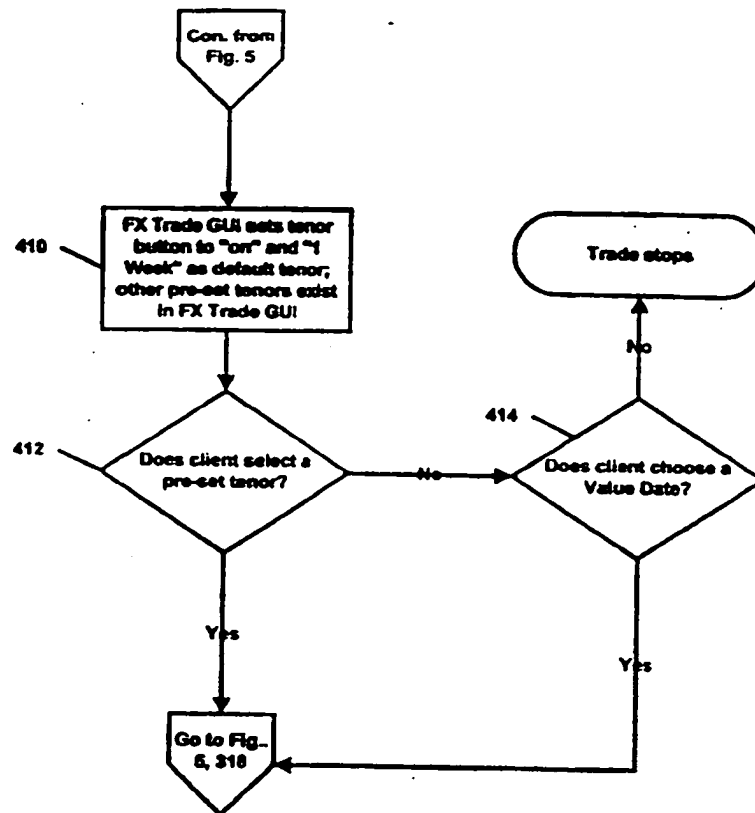 Con. from
Fig. 5
410
FX Trade GUI sets tenor
button to "on" and "1
Week" as default tenor;
other pre-set tenors exist
in FX Trade GUI
Trade stops
No
412
Does client select a
pre-set tenor?
No
414
Does client choose a
Value Date?
Yes
Yes
Go to Fig.
5, 318